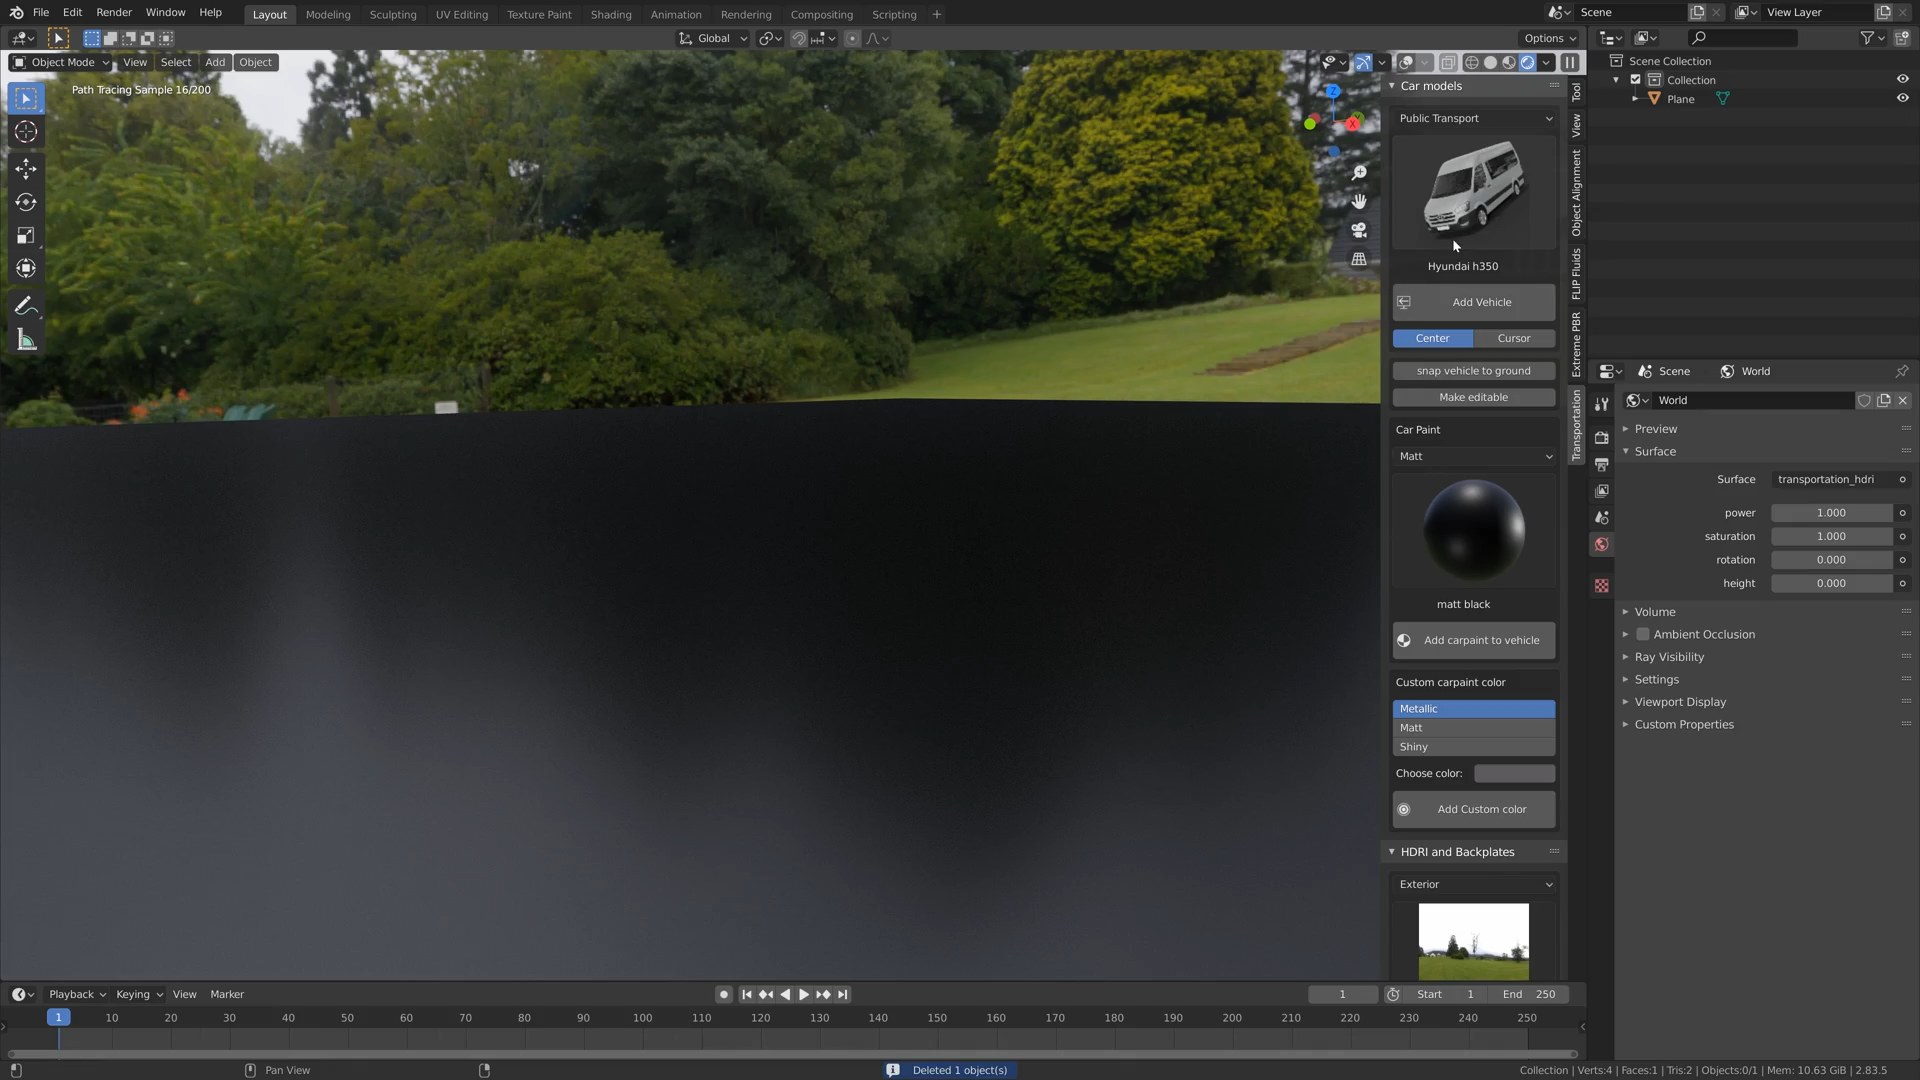 File Edit Render Window Help Layout Modeling Sculpting UV Editing Texture Paint Shading Animation Rendering Compositing Scripting + Scene View Layer
Global Options
Object Mode View Select Add Object
Path Tracing Sample 16/200
Scene Collection
Collection
Plane
Z
Y
X
Tool
View
Object Alignment
FLIP Fluids
Extreme PBR
Transportation
Car models
Public Transport
Hyundai h350
Add Vehicle
Center Cursor
snap vehicle to ground
Make editable
Car Paint
Matt
matt black
Add carpaint to vehicle
Custom carpaint color
Metallic
Matt
Shiny
Choose color:
Add Custom color
HDRI and Backplates
Exterior
Scene World
World
Preview
Surface
Surface transportation_hdri
power 1.000
saturation 1.000
rotation 0.000
height 0.000
Volume
Ambient Occlusion
Ray Visibility
Settings
Viewport Display
Custom Properties
Playback Keying View Marker 1 Start 1 End 250
1 10 20 30 40 50 60 70 80 90 100 110 120 130 140 150 160 170 180 190 200 210 220 230 240 250
Pan View Deleted 1 object(s) Collection | Verts:4 | Faces:1 | Tris:2 | Objects:0/1 | Mem: 10.63 GiB | 2.83.5